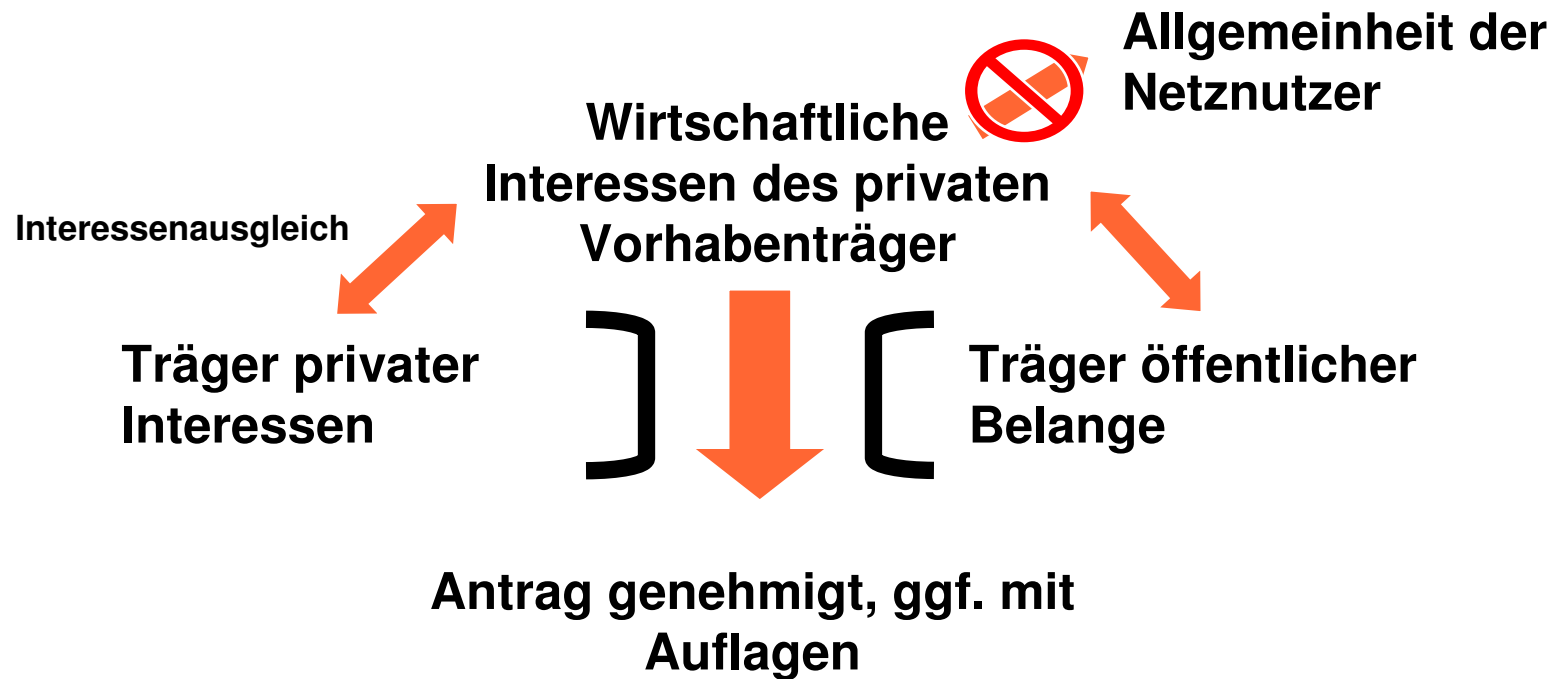 Allgemeinheit der
Netznutzer
Wirtschaftliche
Interessen des privaten
Vorhabenträger
Interessenausgleich
Träger privater
Interessen
Träger öffentlicher
Belange
Antrag genehmigt, ggf. mit
Auflagen